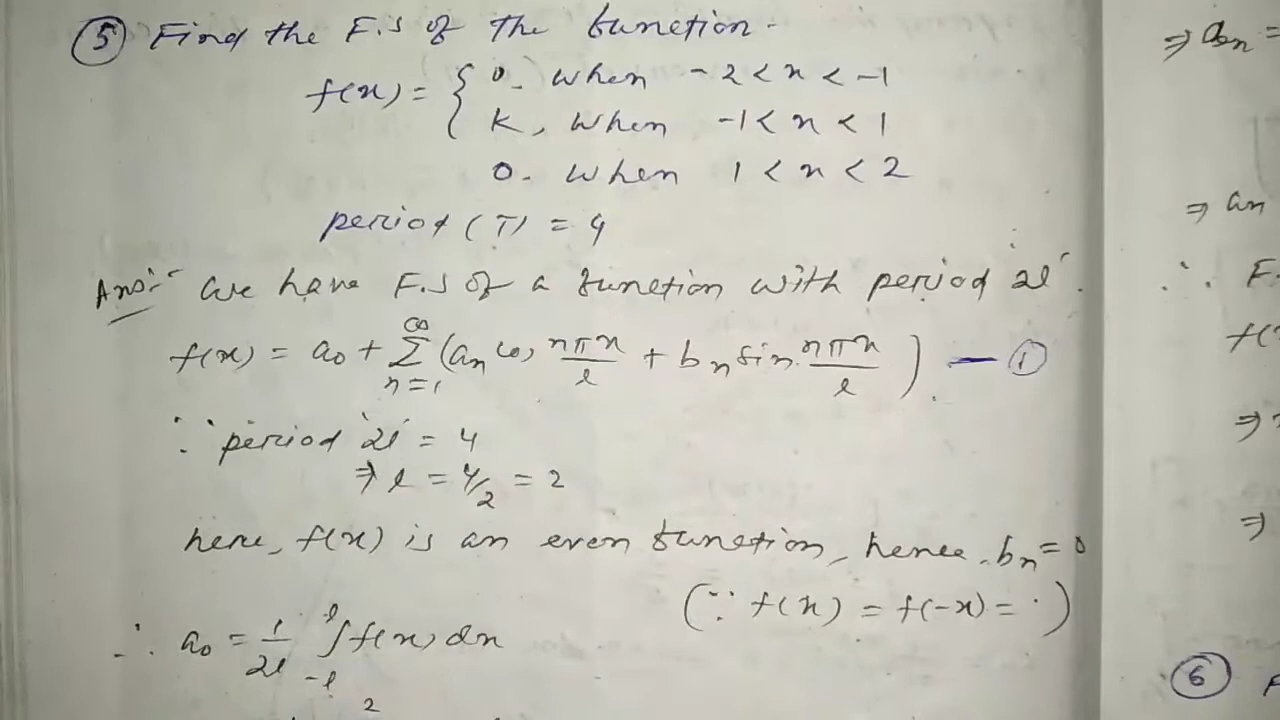 ⑤ Find the F.S of the function.
f(x) = { 0. when -2 < x < -1
k, when -1 < x < 1
0. when 1 < x < 2
period (T) = 4
Ans:- We have F.S of a function with period 2l.
f(x) = a₀ + ∞Σn=1 (aₙ cos nπx/l + bₙ sin nπx/l). — ①
∵ period 2l = 4
⇒ l = 4/2 = 2
here, f(x) is an even function, hence bₙ = 0
(∵ f(x) = f(-x) = )
∴ a₀ = 1/2l ∫-l^l f(x) dx
2
⇒ aₙ =
⇒ aₙ
∴ F.
f(
⇒
⇒
⑥ F